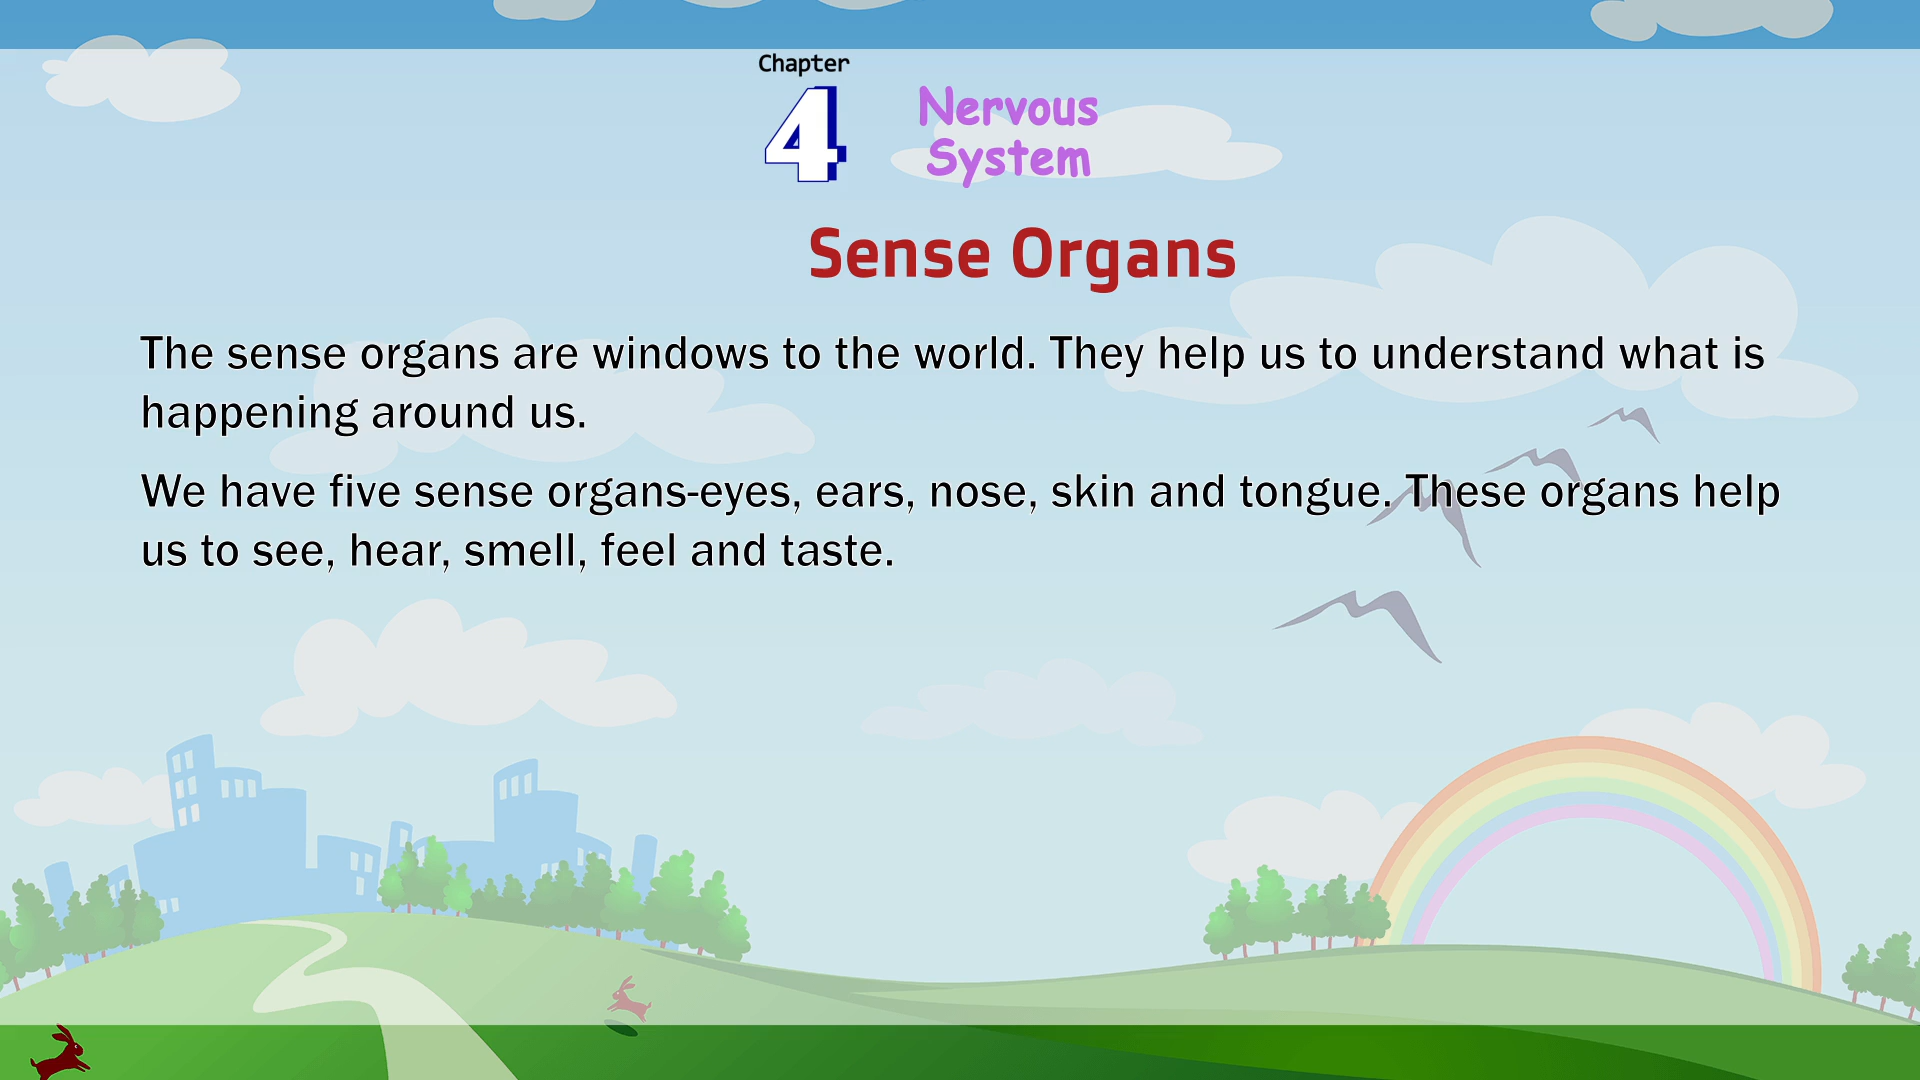 Chapter
4
Nervous
System
Sense Organs
The sense organs are windows to the world. They help us to understand what is
happening around us.
We have five sense organs-eyes, ears, nose, skin and tongue. These organs help
us to see, hear, smell, feel and taste.